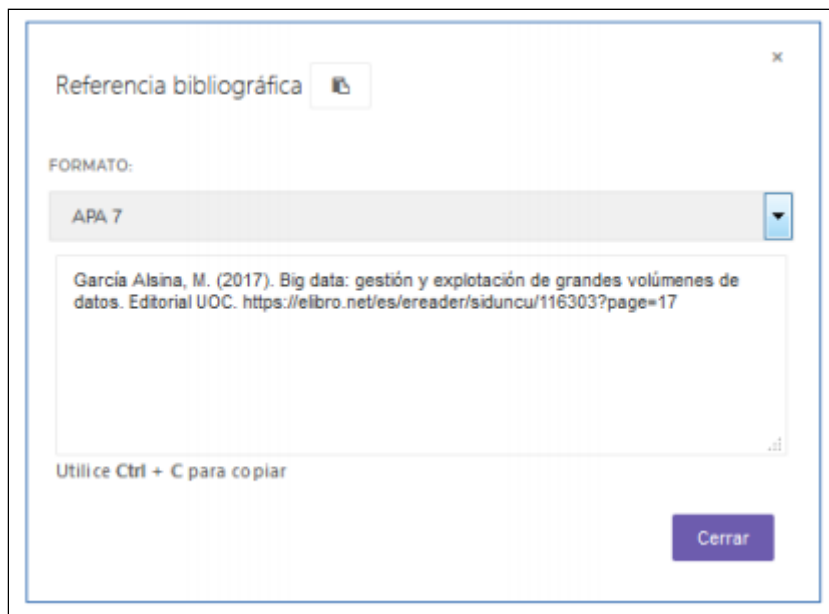 ×
Referencia bibliográfica
FORMATO:
APA 7
García Alsina, M. (2017). Big data: gestión y explotación de grandes volúmenes de
datos. Editorial UOC. https://elibro.net/es/ereader/siduncu/116303?page=17
Utilice Ctrl + C para copiar
Cerrar